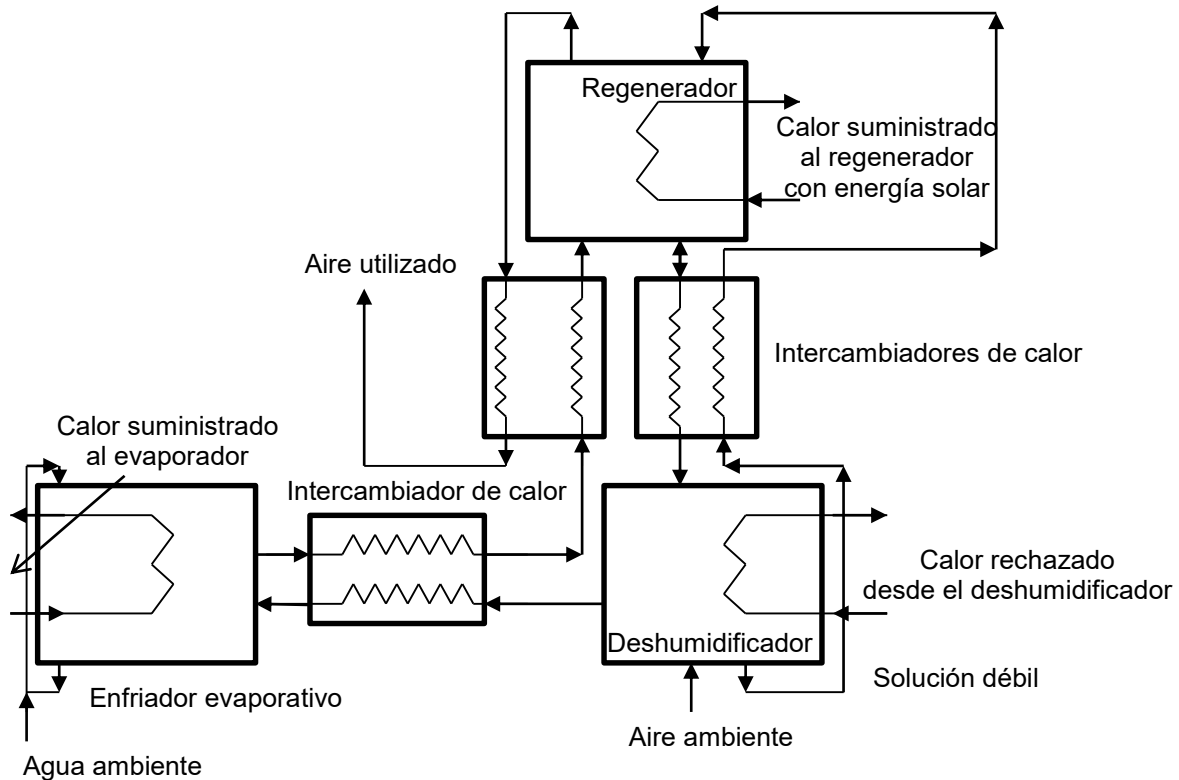 Regenerador
Calor suministrado
al regenerador
con energía solar
Aire utilizado
Intercambiadores de calor
Calor suministrado
al evaporador
Intercambiador de calor
Calor rechazado
desde el deshumidificador
Deshumidificador
Solución débil
Enfriador evaporativo
Aire ambiente
Agua ambiente